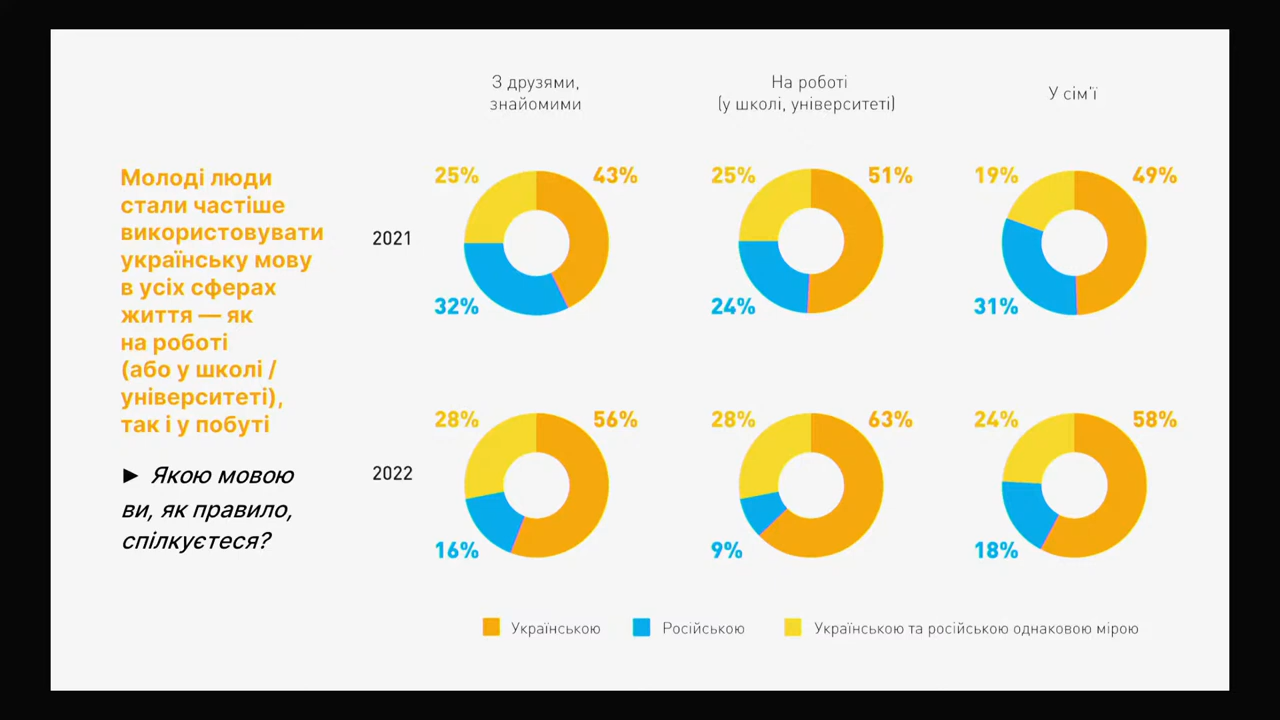 З друзями,
знайомими
На роботі
(у школі, університеті)
У сім'ї
Молоді люди
стали частіше
використовувати
українську мову
в усіх сферах
життя — як
на роботі
(або у школі /
університеті),
так і у побуті
► Якою мовою
ви, як правило,
спілкуєтеся?
2021
25% 43%
32%
25% 51%
24%
19% 49%
31%
2022
28% 56%
16%
28% 63%
9%
24% 58%
18%
Українською
Російською
Українською та російською однаковою мірою